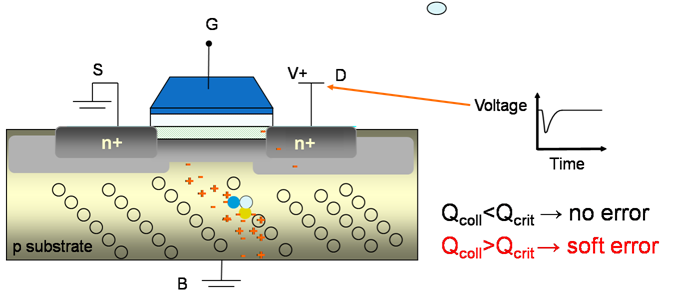 G
S
V+ D
Voltage
n+ n+
Time
Qcoll<Qcrit → no error
p substrate
Qcoll>Qcrit → soft error
B